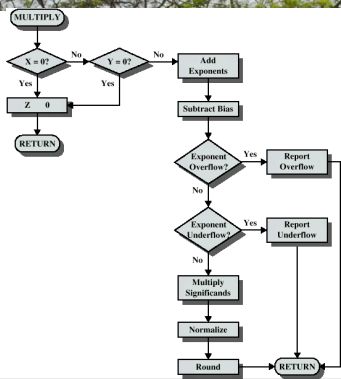 MULTIPLY
X = 0?
No
Y = 0?
No
Add
Exponents
Yes
Yes
Z 0
Subtract Bias
RETURN
Exponent
Overflow?
Yes
Report
Overflow
No
Exponent
Underflow?
Yes
Report
Underflow
No
Multiply
Significands
Normalize
Round
RETURN